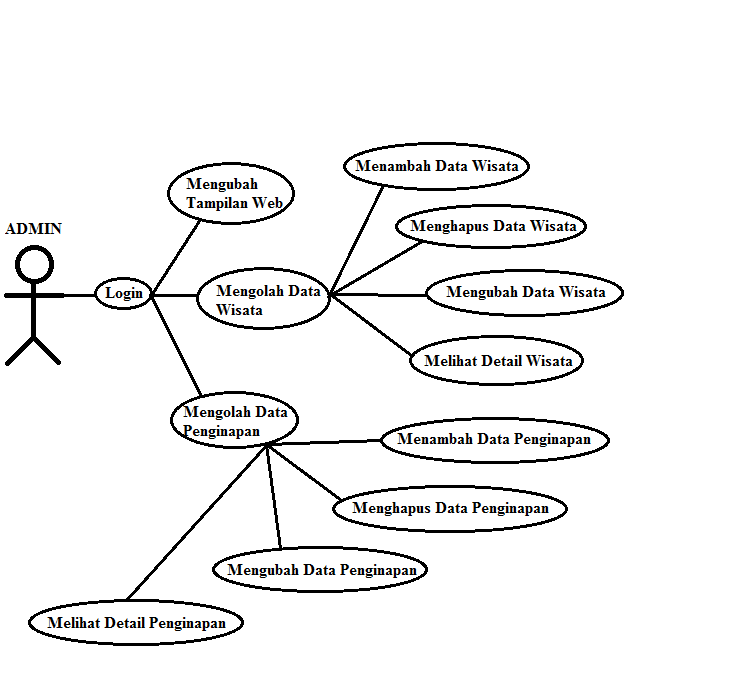 ADMIN
Login
Mengubah
Tampilan Web
Mengolah Data
Wisata
Menambah Data Wisata
Menghapus Data Wisata
Mengubah Data Wisata
Melihat Detail Wisata
Mengolah Data
Penginapan
Menambah Data Penginapan
Menghapus Data Penginapan
Mengubah Data Penginapan
Melihat Detail Penginapan